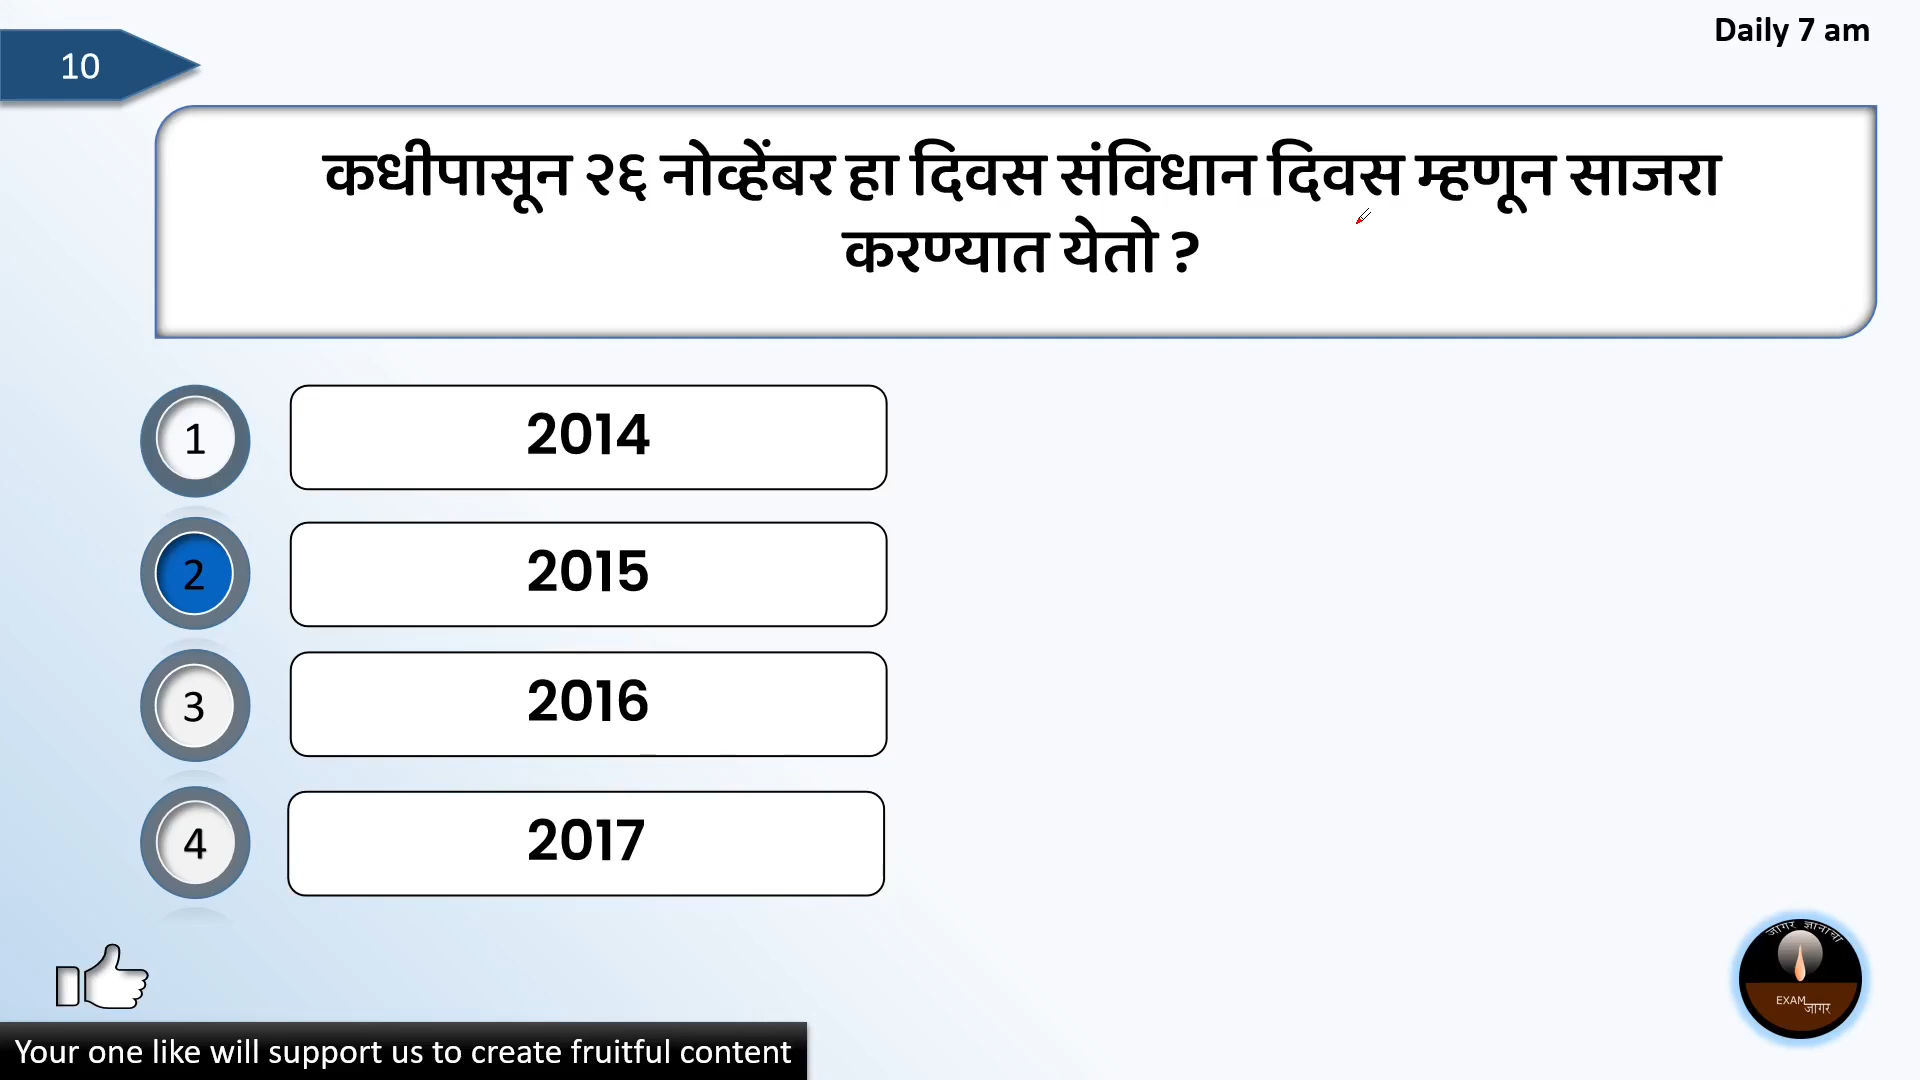 Daily 7 am
10
कधीपासून २६ नोव्हेंबर हा दिवस संविधान दिवस म्हणून साजरा
करण्यात येतो ?
1
2014
2
2015
3
2016
4
2017
जागर ज्ञानाचा
EXAM
जागर
Your one like will support us to create fruitful content